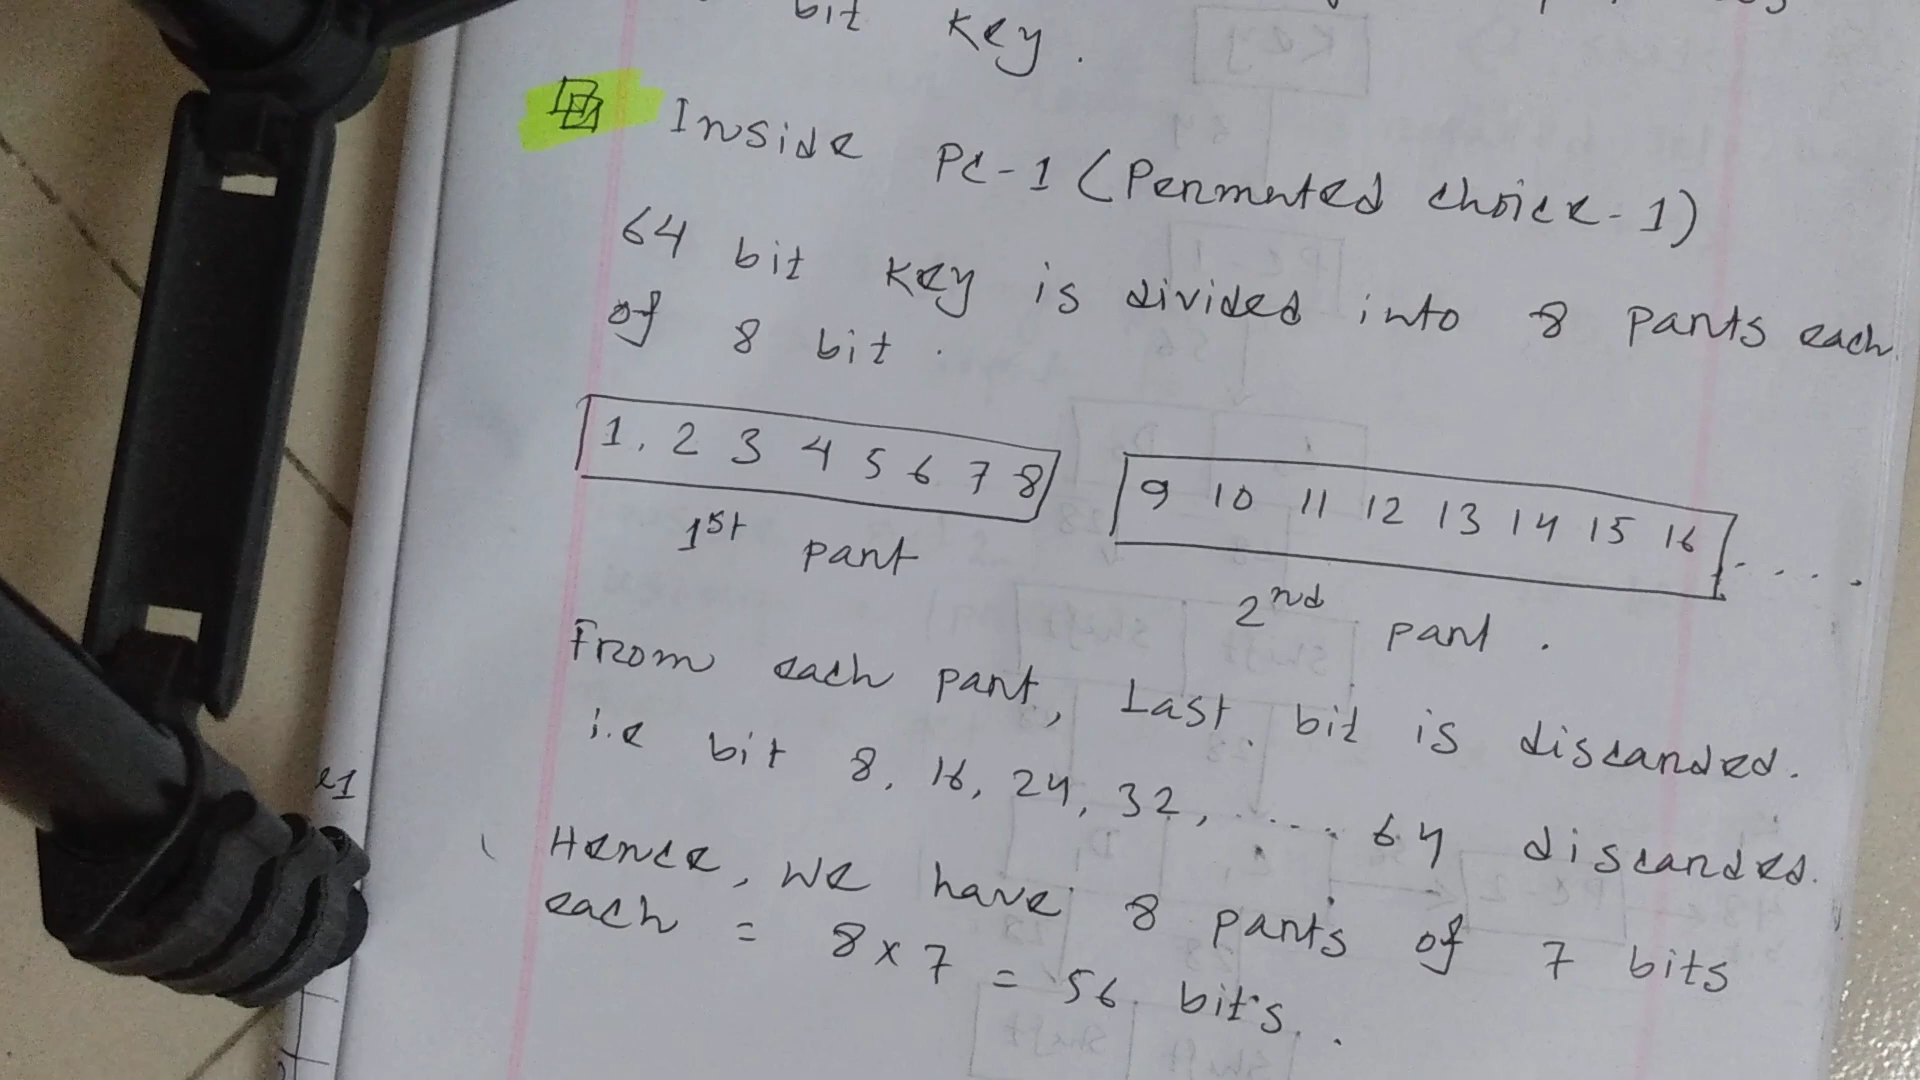 bit key.
Inside PC-1 (Permuted choice-1)
64 bit key is divided into 8 parts each
of 8 bit.
1, 2 3 4 5 6 7 8 9 10 11 12 13 14 15 16 ....
1st part 2nd part.
From each part, Last bit is discarded.
i.e bit 8, 16, 24, 32, ..... 64 discarded.
Hence, we have 8 parts of 7 bits
each = 8 x 7 = 56 bits.